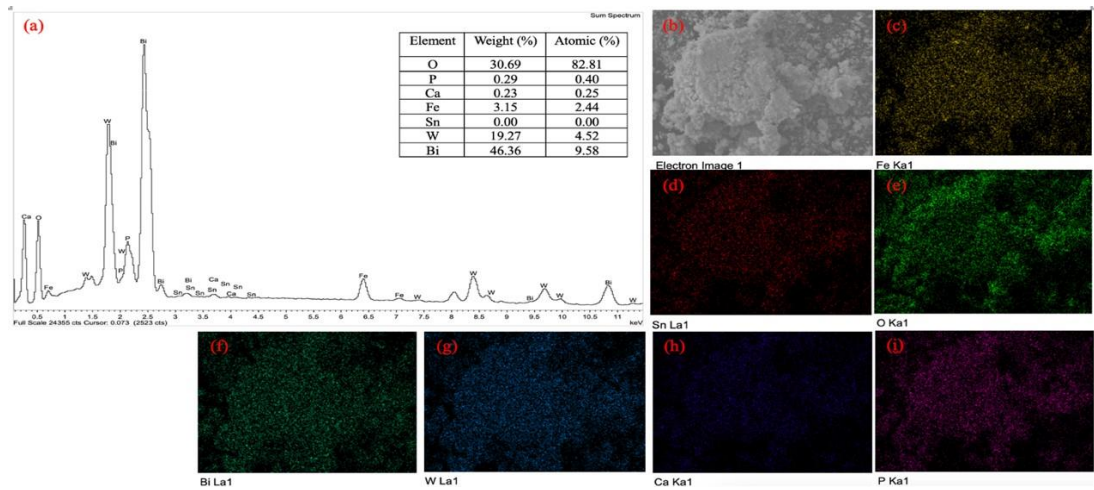 (a)
Sum Spectrum
Element Weight (%) Atomic (%)
O 30.69 82.81
P 0.29 0.40
Ca 0.23 0.25
Fe 3.15 2.44
Sn 0.00 0.00
W 19.27 4.52
Bi 46.36 9.58
Bi
W
Bi
Ca
O
P
W
P
W
Fe
Bi
Sn
Bi
Sn
Sn
Ca
Sn
Sn
Ca
Sn
Fe
Fe
W
W
W
Bi
W
W
Bi
W
0.5 1 1.5 2 2.5 3 3.5 4 4.5 5 5.5 6 6.5 7 7.5 8 8.5 9 9.5 10 10.5 11
Full Scale 24355 cts Cursor: 0.073 (2523 cts) keV
(b)
Electron Image 1
(c)
Fe Ka1
(d)
Sn La1
(e)
O Ka1
(f)
Bi La1
(g)
W La1
(h)
Ca Ka1
(i)
P Ka1